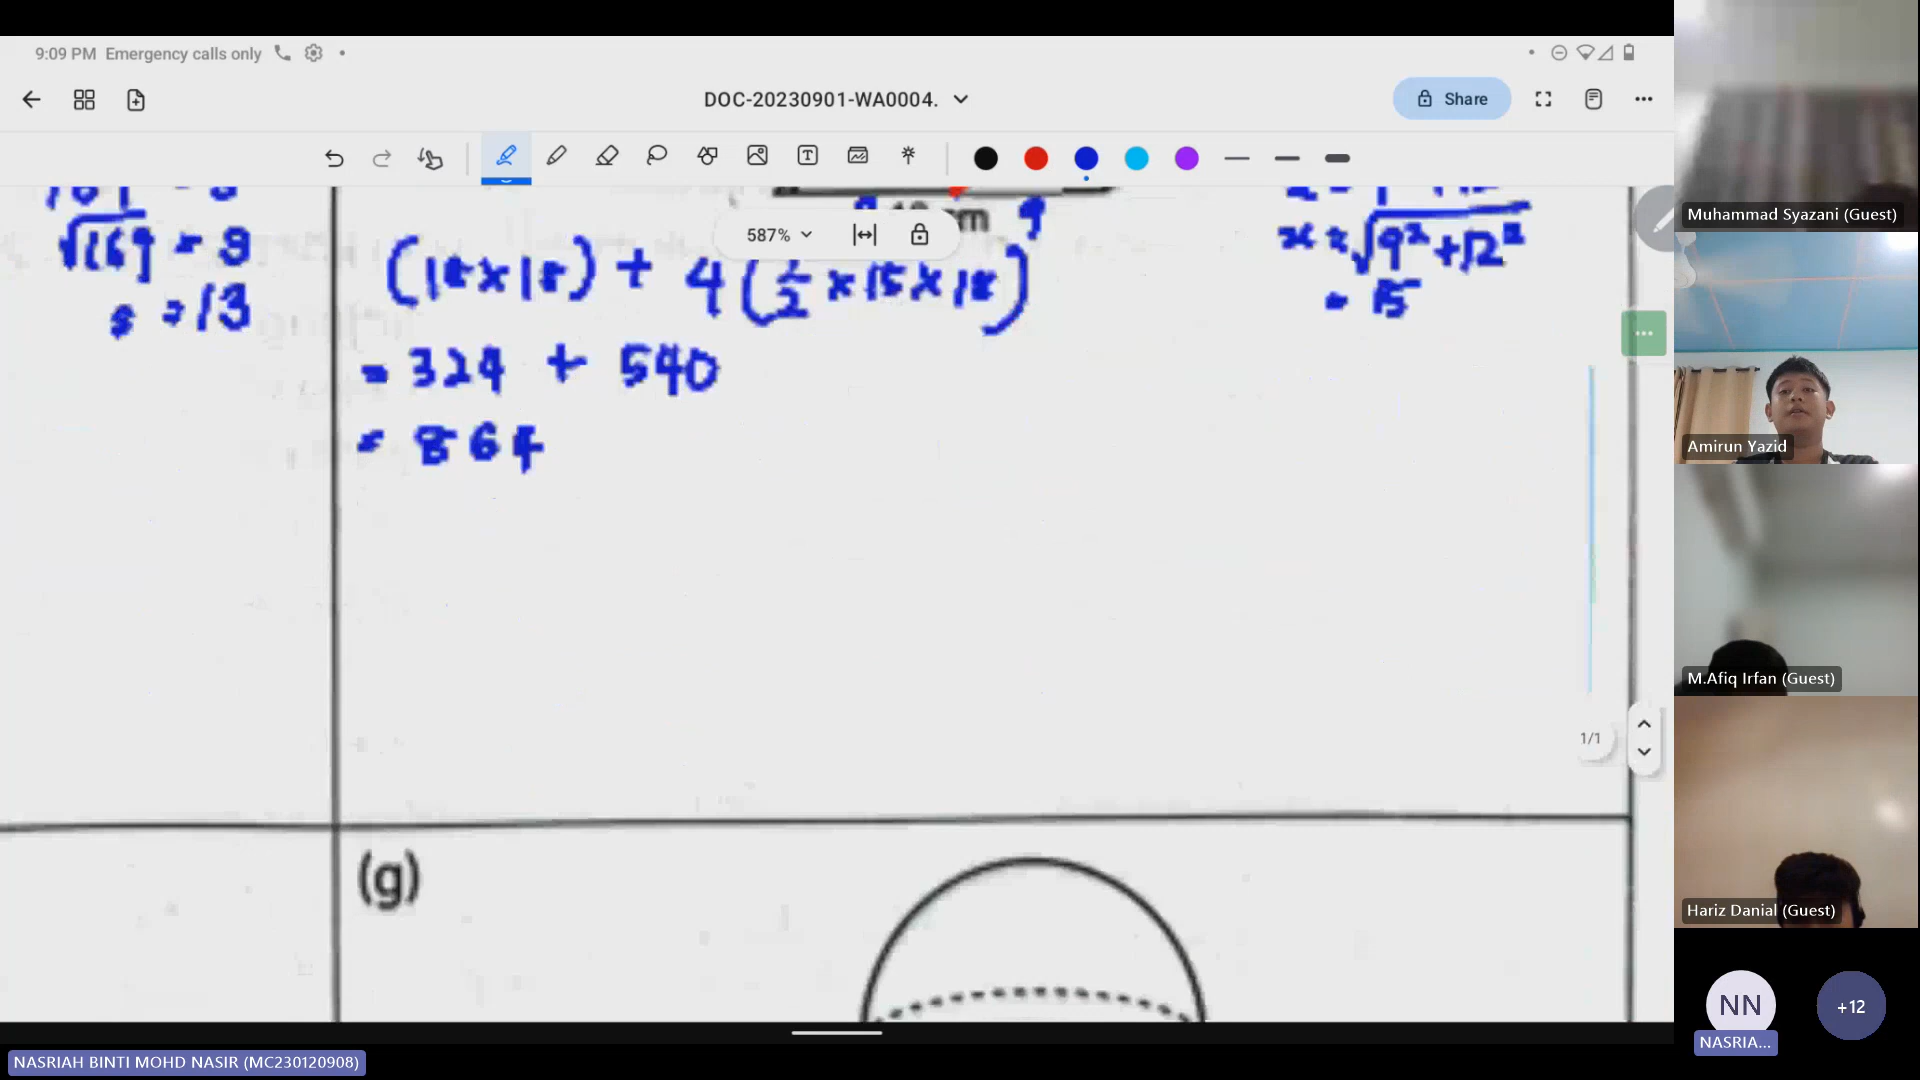 9:09 PM Emergency calls only
DOC-20230901-WA0004.
Share
587%
18 cm
9
√169 = s
s = 13
(18×18) + 4(1/2 × 15 × 18)
= 324 + 540
= 864
x = √9² + 12²
= 15
1/1
(g)
Muhammad Syazani (Guest)
Amirun Yazid
M.Afiq Irfan (Guest)
Hariz Danial (Guest)
NN
+12
NASRIA...
NASRIAH BINTI MOHD NASIR (MC230120908)